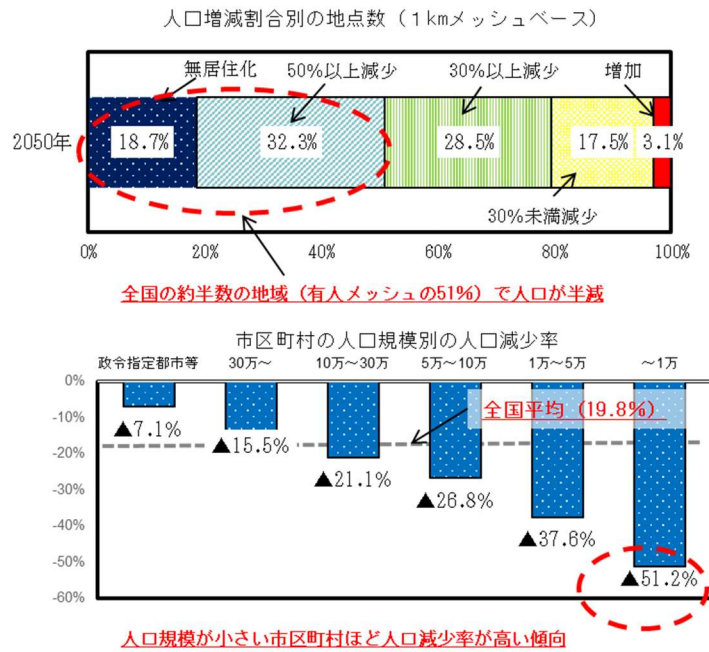 人口増減割合別の地点数（１kmメッシュベース）
無居住化
50%以上減少
30%以上減少
増加
2050年
18.7%
32.3%
28.5%
17.5%
3.1%
30%未満減少
0%
20%
40%
60%
80%
100%
全国の約半数の地域（有人メッシュの51%）で人口が半減
市区町村の人口規模別の人口減少率
政令指定都市等
30万～
10万～30万
5万～10万
1万～5万
～1万
0%
-10%
-20%
-30%
-40%
-50%
-60%
全国平均（19.8%）
▲7.1%
▲15.5%
▲21.1%
▲26.8%
▲37.6%
▲51.2%
人口規模が小さい市区町村ほど人口減少率が高い傾向